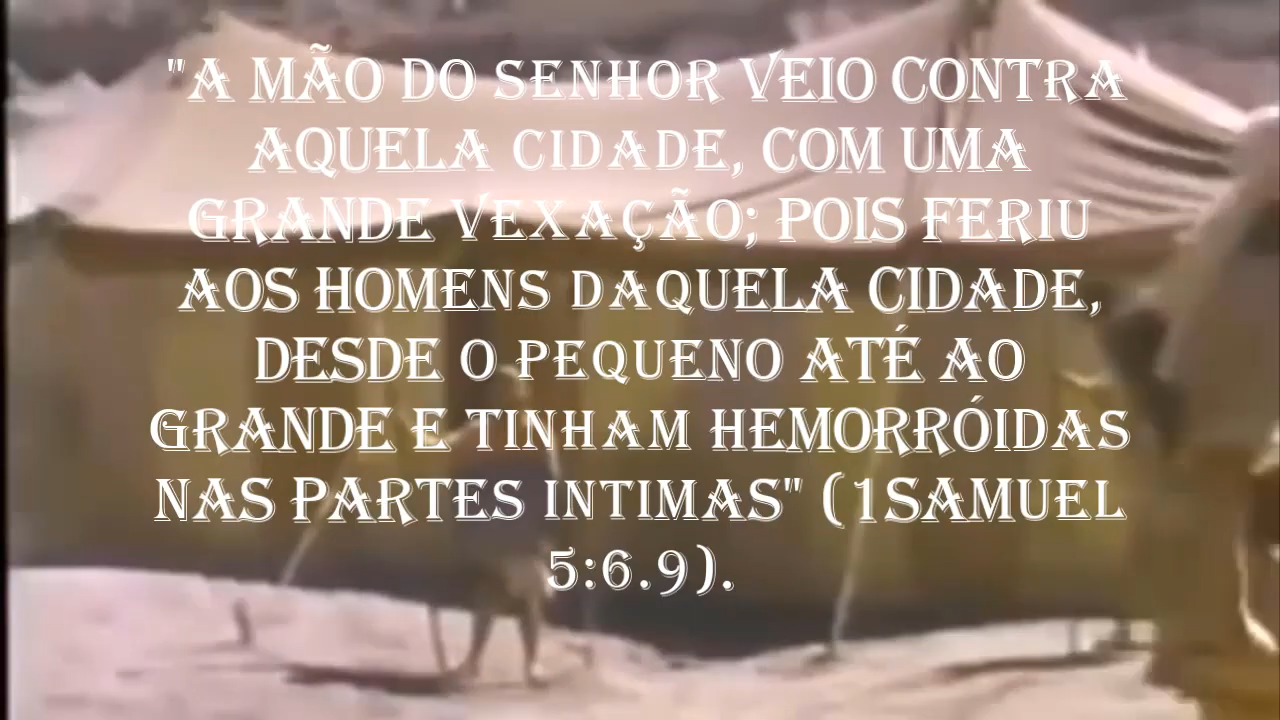 "A MÃO DO SENHOR VEIO CONTRA
AQUELA CIDADE, COM UMA
GRANDE VEXAÇÃO; POIS FERIU
AOS HOMENS DAQUELA CIDADE,
DESDE O PEQUENO ATÉ AO
GRANDE E TINHAM HEMORRÓIDAS
NAS PARTES INTIMAS" (1SAMUEL
5:6.9).